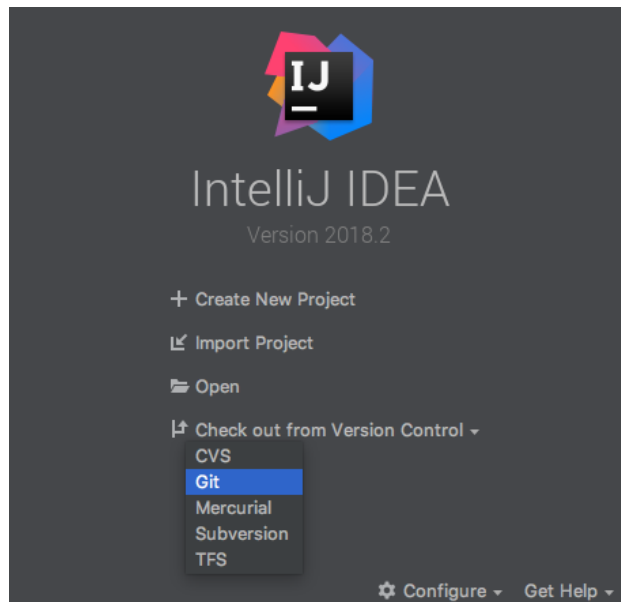 IJ
IntelliJ IDEA
Version 2018.2
Create New Project
Import Project
Open
Check out from Version Control
CVS
Git
Mercurial
Subversion
TFS
Configure Get Help